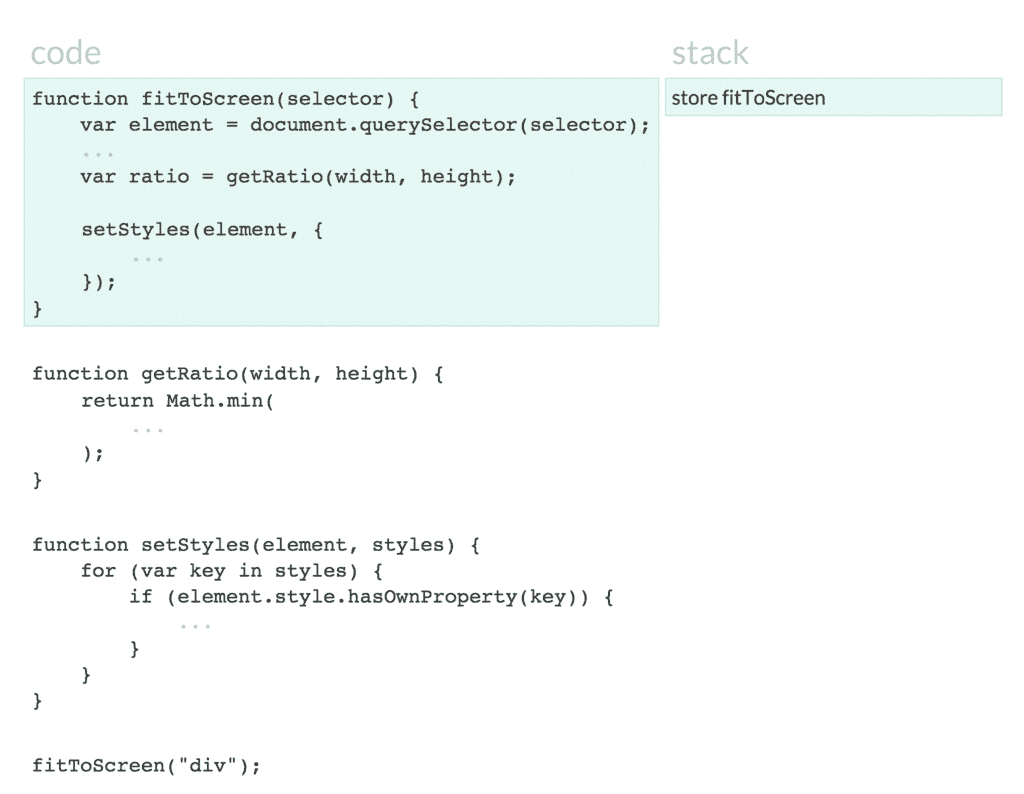 code
function fitToScreen(selector) {
    var element = document.querySelector(selector);
    ...
    var ratio = getRatio(width, height);
    setStyles(element, {
        ...
    });
}
function getRatio(width, height) {
    return Math.min(
        ...
    );
}
function setStyles(element, styles) {
    for (var key in styles) {
        if (element.style.hasOwnProperty(key)) {
            ...
        }
    }
}
fitToScreen("div");
stack
store fitToScreen